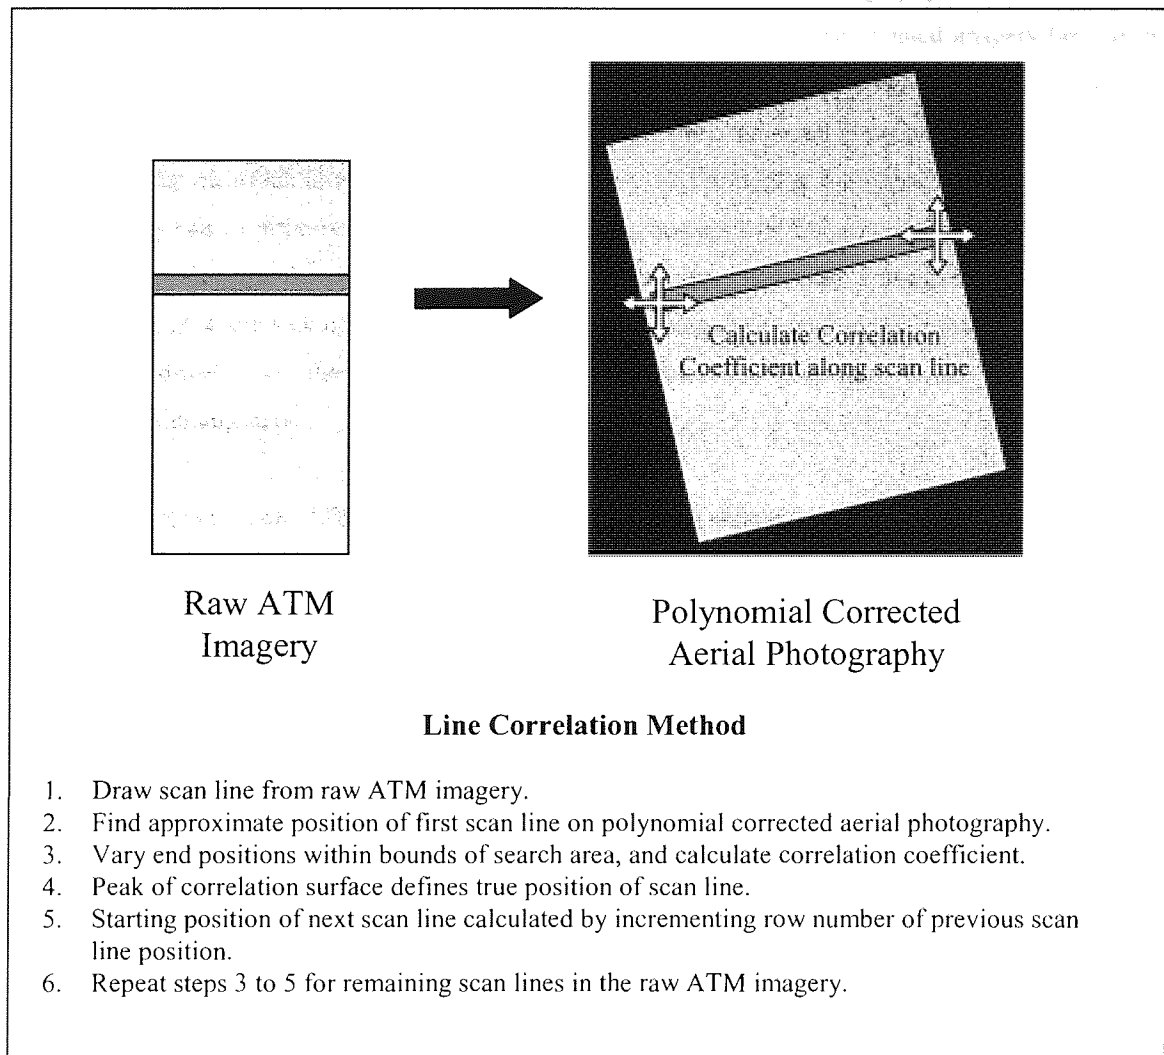 Calculate Correlation
Coefficient along scan line
Raw ATM
Imagery
Polynomial Corrected
Aerial Photography
Line Correlation Method
1. Draw scan line from raw ATM imagery.
2. Find approximate position of first scan line on polynomial corrected aerial photography.
3. Vary end positions within bounds of search area, and calculate correlation coefficient.
4. Peak of correlation surface defines true position of scan line.
5. Starting position of next scan line calculated by incrementing row number of previous scan
line position.
6. Repeat steps 3 to 5 for remaining scan lines in the raw ATM imagery.